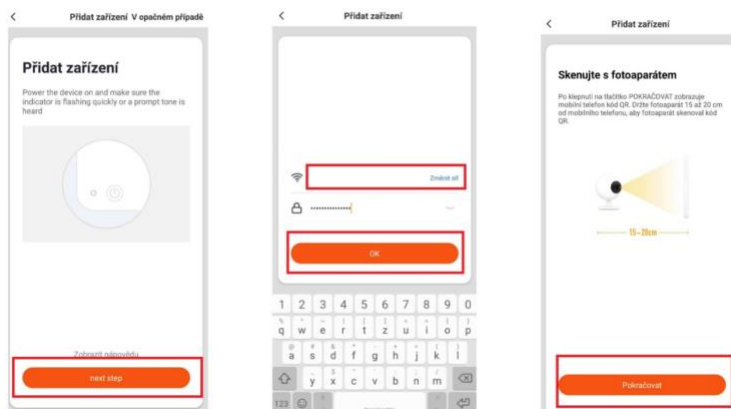 Přidat zařízení V opačném případě
Přidat zařízení
Power the device on and make sure the
indicator is flashing quickly or a prompt tone is
heard
Zobrazit nápovědu
next step
Přidat zařízení
Změnit síť
OK
1 2 3 4 5 6 7 8 9 0
q w e r t z u i o p
a s d f g h j k l
y x c v b n m
123
Přidat zařízení
Skenujte s fotoaparátem
Po klepnutí na tlačítko POKRAČOVAT zobrazuje
mobilní telefon kód QR. Držte fotoaparát 15 až 20 cm
od mobilního telefonu, aby fotoaparát skenoval kód
QR.
15~20cm
Pokračovat